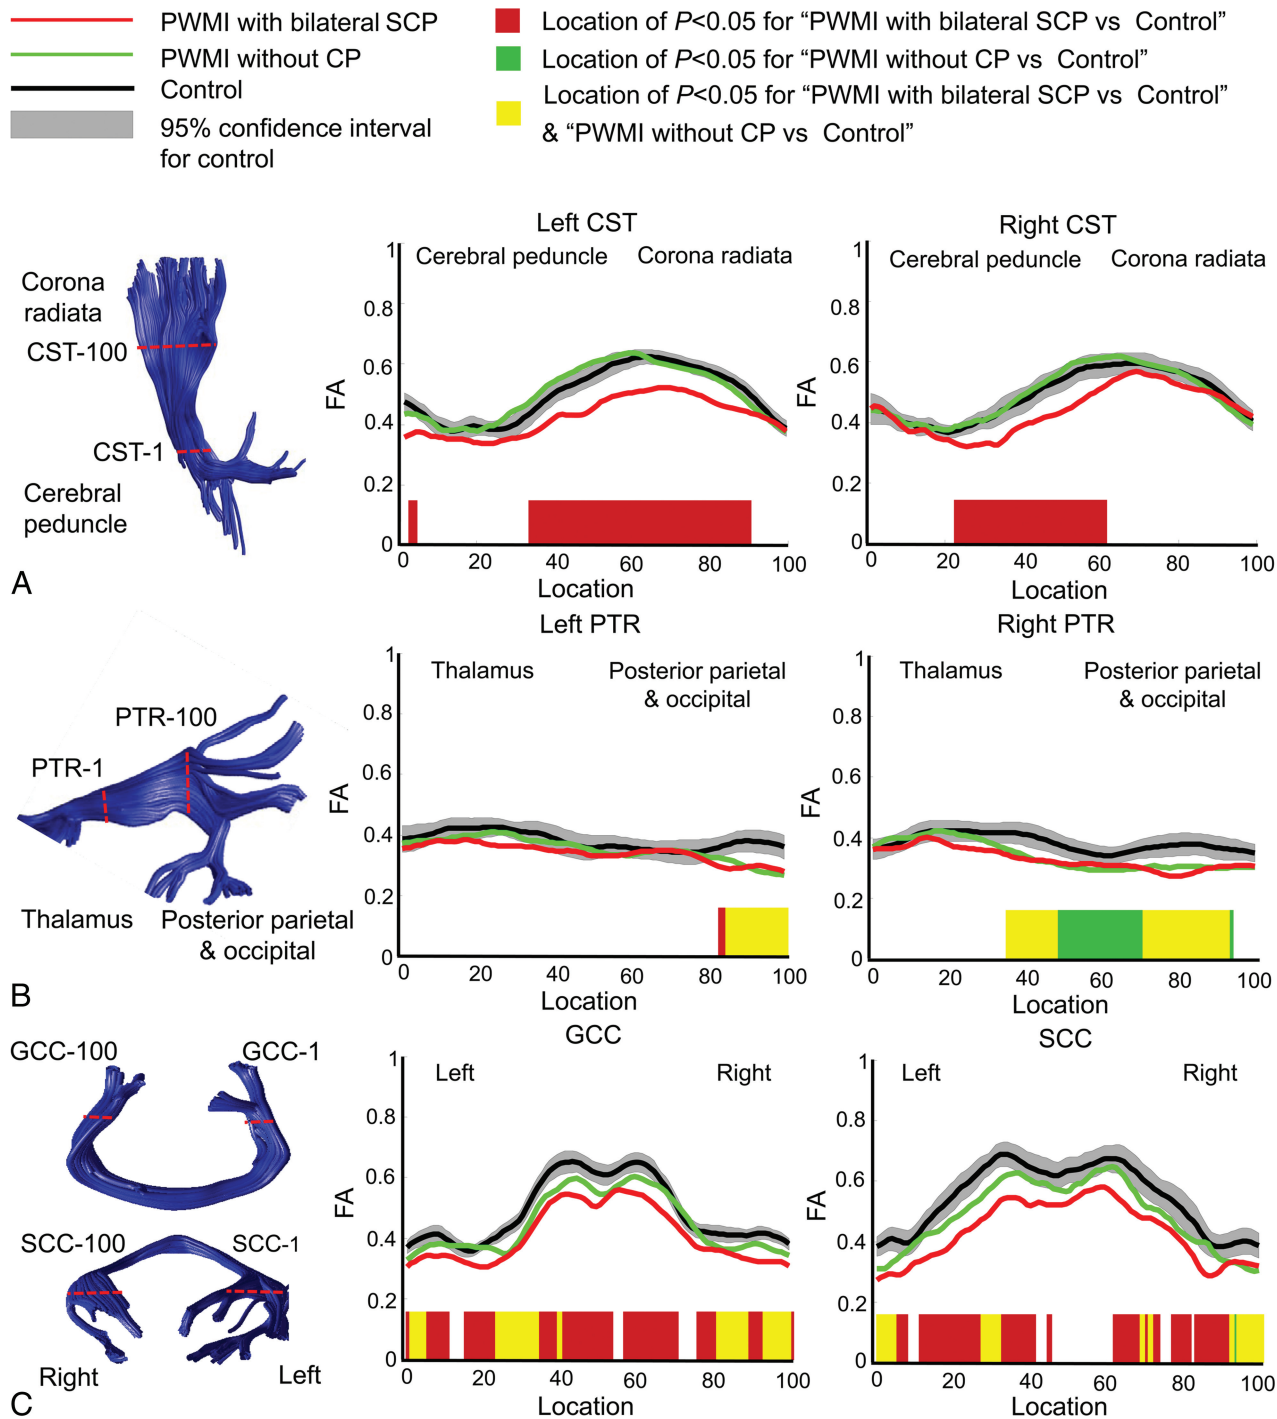 PWMI with bilateral SCP
PWMI without CP
Control
95% confidence interval
for control
Location of P<0.05 for “PWMI with bilateral SCP vs Control”
Location of P<0.05 for “PWMI without CP vs Control”
Location of P<0.05 for “PWMI with bilateral SCP vs Control”
& “PWMI without CP vs Control”
Corona
radiata
CST-100
CST-1
Cerebral
peduncle
A
Left CST
Cerebral peduncle
Corona radiata
FA
1
0.8
0.6
0.4
0.2
0
0 20 40 60 80 100
Location
Right CST
Cerebral peduncle
Corona radiata
FA
1
0.8
0.6
0.4
0.2
0
0 20 40 60 80 100
Location
PTR-100
PTR-1
Thalamus
Posterior parietal
& occipital
B
Left PTR
Thalamus
Posterior parietal
& occipital
FA
1
0.8
0.6
0.4
0.2
0
0 20 40 60 80 100
Location
Right PTR
Thalamus
Posterior parietal
& occipital
FA
1
0.8
0.6
0.4
0.2
0
0 20 40 60 80 100
Location
GCC-100
GCC-1
SCC-100
SCC-1
Right
Left
C
GCC
Left
Right
FA
1
0.8
0.6
0.4
0.2
0
0 20 40 60 80 100
Location
SCC
Left
Right
FA
1
0.8
0.6
0.4
0.2
0
0 20 40 60 80 100
Location